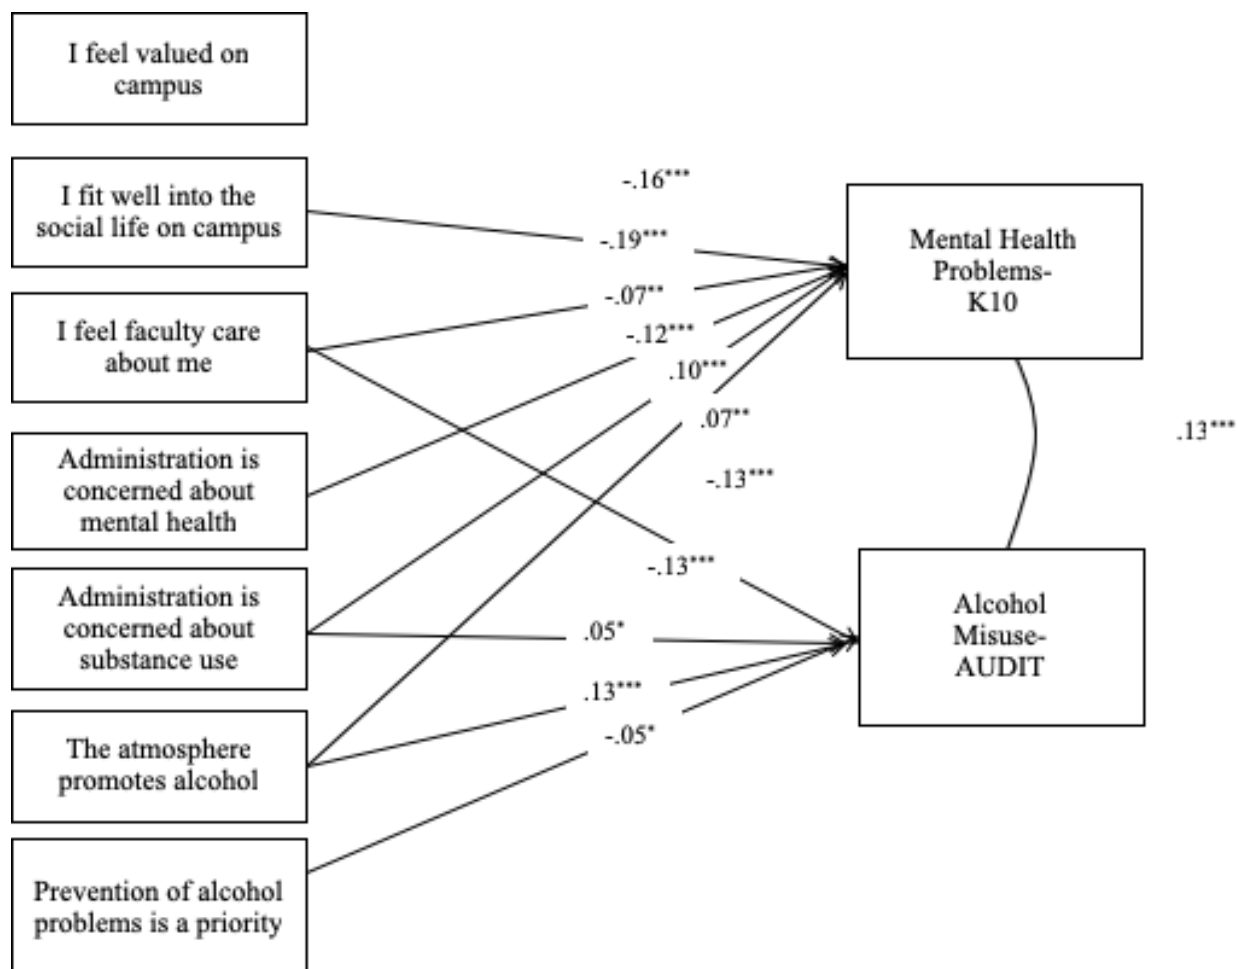 I feel valued on
campus
I fit well into the
social life on campus
I feel faculty care
about me
Administration is
concerned about
mental health
Administration is
concerned about
substance use
The atmosphere
promotes alcohol
Prevention of alcohol
problems is a priority
-.16***
-.19***
-.07**
-.12***
.10***
.07**
-.13***
-.13***
.05*
.13***
-.05*
Mental Health
Problems-
K10
.13***
Alcohol
Misuse-
AUDIT